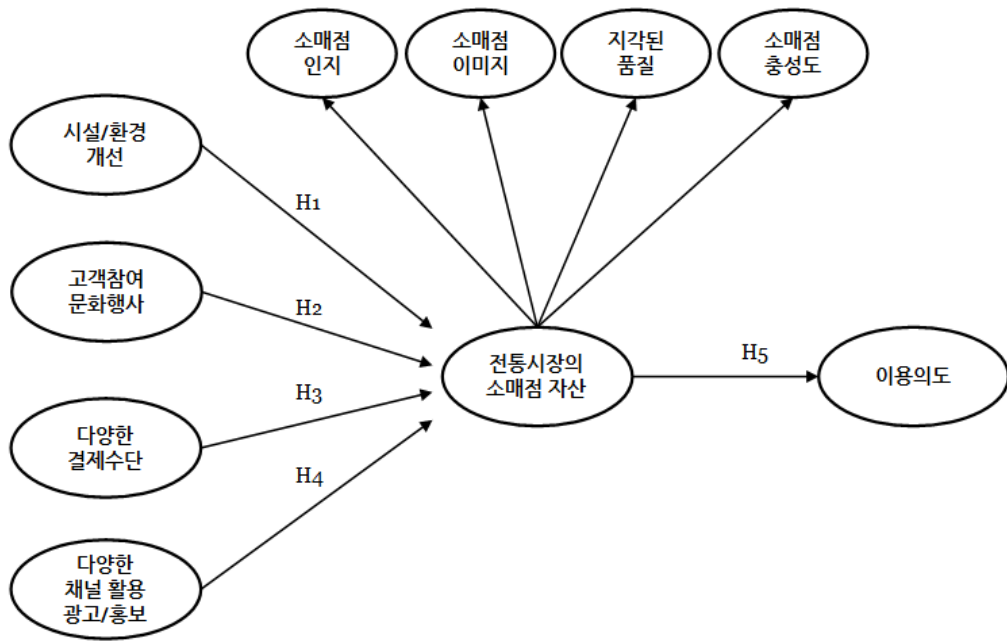 소매점
인지
소매점
이미지
지각된
품질
소매점
충성도
시설/환경
개선
H1
고객참여
문화행사
H2
전통시장의
소매점 자산
H5
이용의도
H3
다양한
결제수단
H4
다양한
채널 활용
광고/홍보